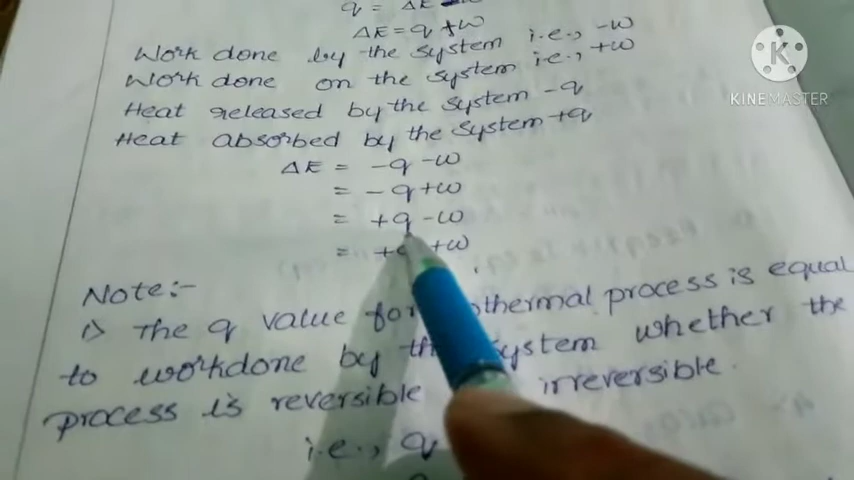 q = ΔE
ΔE = q + w
Work done by the system i.e., -w
Work done on the system i.e., +w
Heat released by the system -q
Heat absorbed by the system +q
ΔE = -q -w
= -q +w
= +q -w
= + +w
Note:-
1> The q value for process is equal
to workdone by the system whether the
process is reversible irreversible.
i.e., q
KINEMASTER